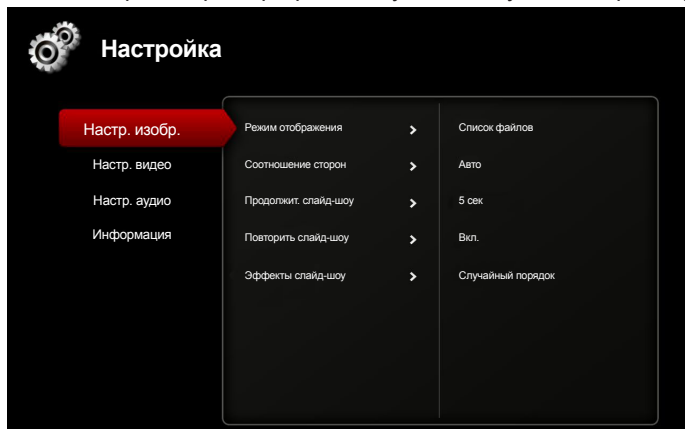 Настройка
Настр. изобр.
Настр. видео
Настр. аудио
Информация
Режим отображения > Список файлов
Соотношение сторон > Авто
Продолжит. слайд-шоу > 5 сек
Повторить слайд-шоу > Вкл.
Эффекты слайд-шоу > Случайный порядок